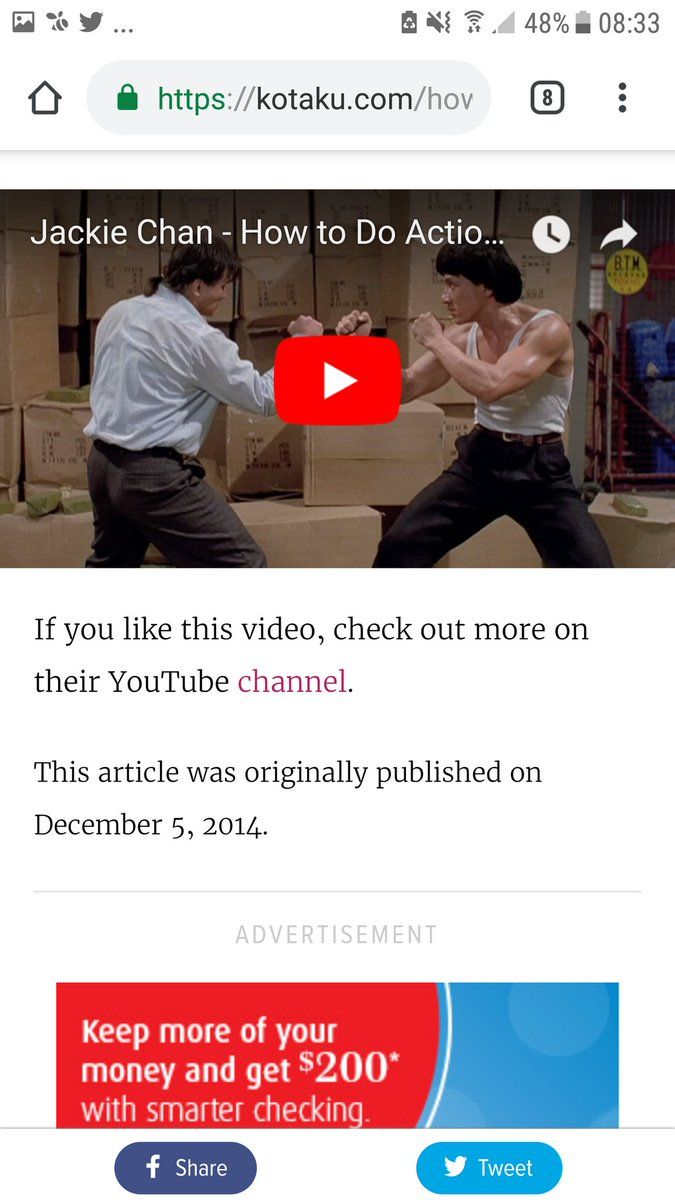 48% 08:33
https://kotaku.com/how
8
Jackie Chan - How to Do Actio...
B.T.M.
If you like this video, check out more on
their YouTube channel.
This article was originally published on
December 5, 2014.
ADVERTISEMENT
Keep more of your
money and get $200*
with smarter checking.
Share
Tweet